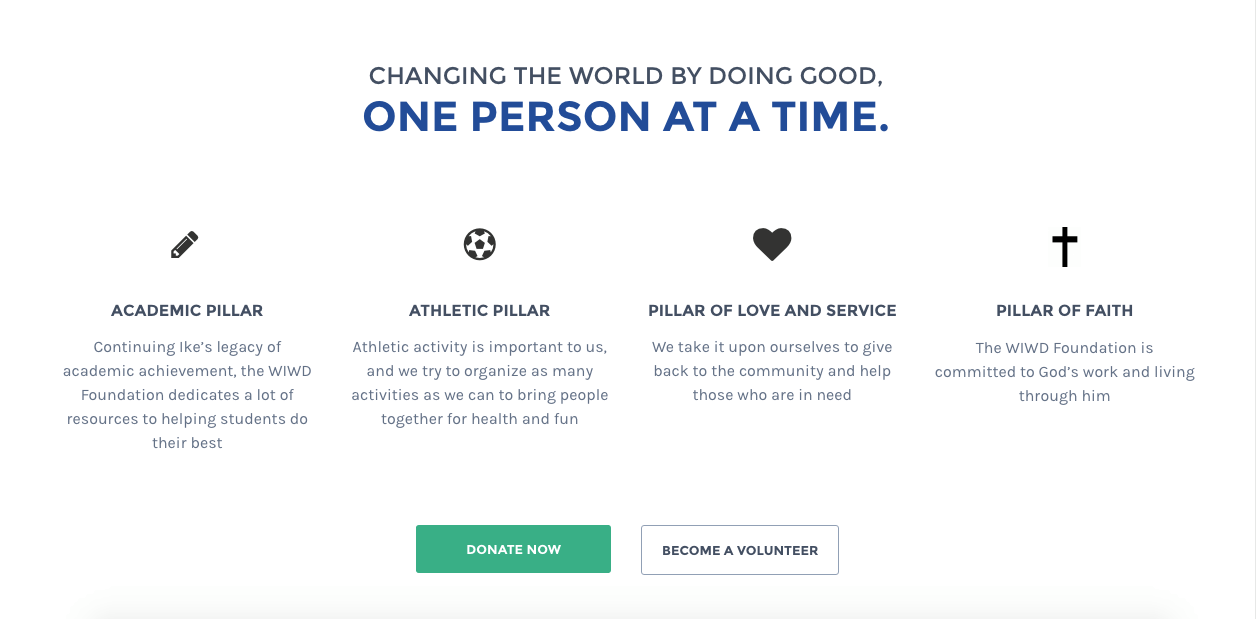 CHANGING THE WORLD BY DOING GOOD,
ONE PERSON AT A TIME.
ACADEMIC PILLAR
Continuing Ike's legacy of
academic achievement, the WIWD
Foundation dedicates a lot of
resources to helping students do
their best
ATHLETIC PILLAR
Athletic activity is important to us,
and we try to organize as many
activities as we can to bring people
together for health and fun
PILLAR OF LOVE AND SERVICE
We take it upon ourselves to give
back to the community and help
those who are in need
PILLAR OF FAITH
The WIWD Foundation is
committed to God's work and living
through him
DONATE NOW
BECOME A VOLUNTEER